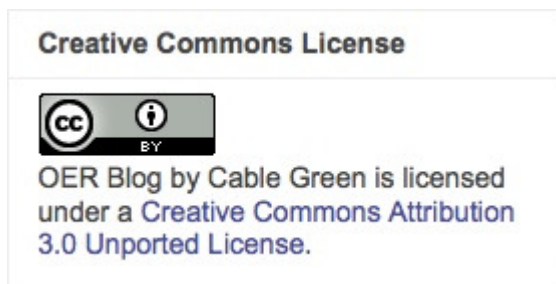 Creative Commons License
cc
BY
OER Blog by Cable Green is licensed
under a Creative Commons Attribution
3.0 Unported License.